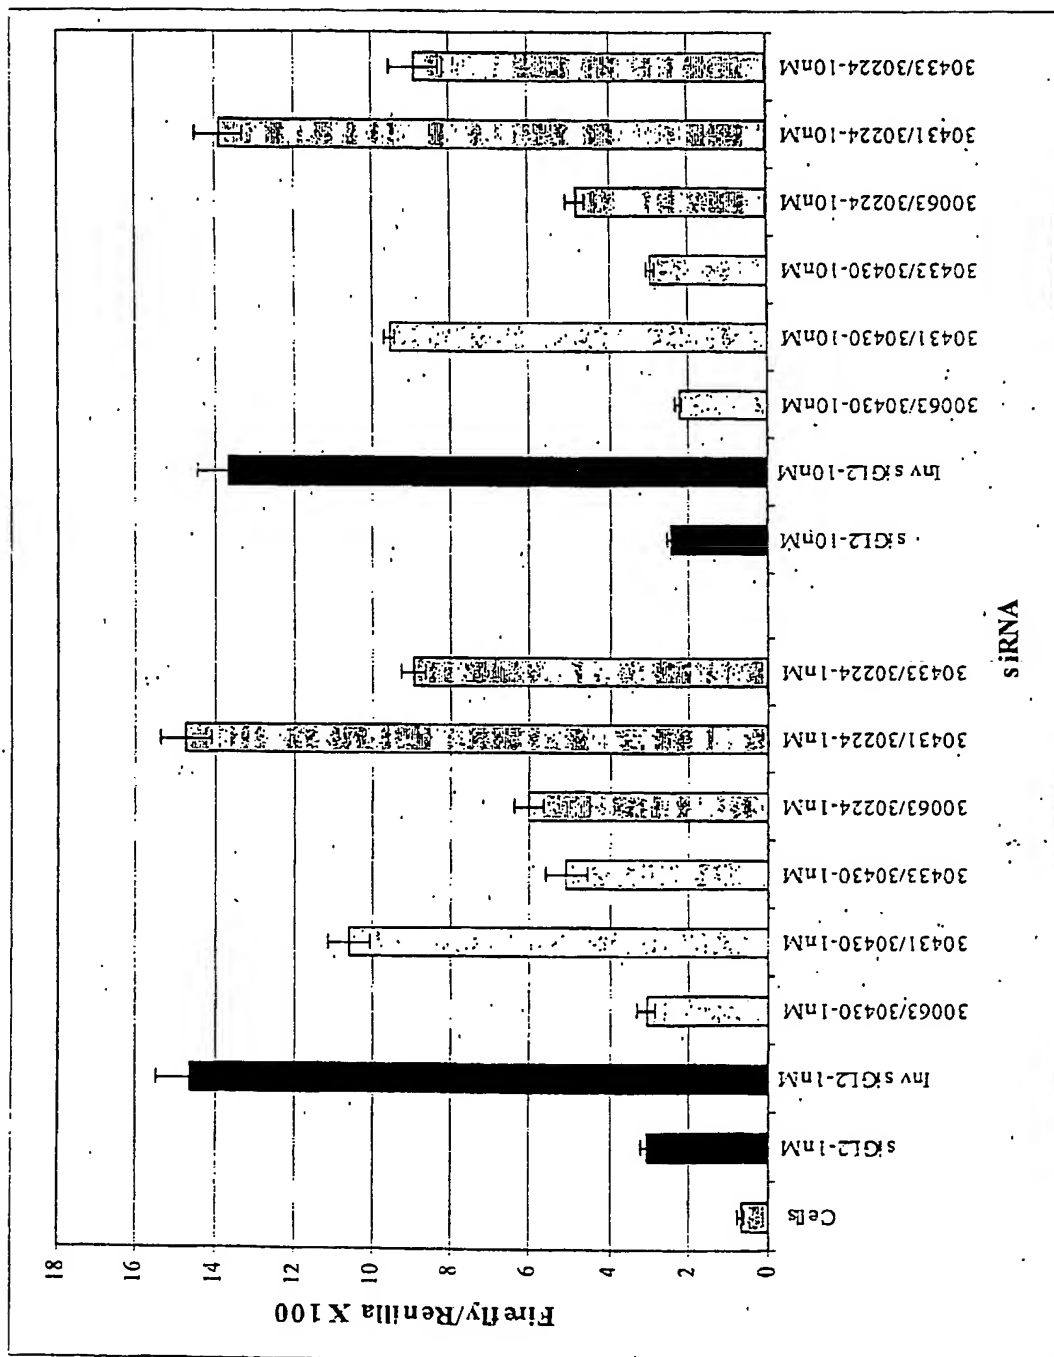 Firefly/Renilla X 100
18
16
14
12
10
8
6
4
2
0
Cells
siGL2-1nM
Inv siGL2-1nM
30063/30430-1nM
30431/30430-1nM
30433/30430-1nM
30063/30224-1nM
30431/30224-1nM
30433/30224-1nM
siGL2-10nM
Inv siGL2-10nM
30063/30430-10nM
30431/30430-10nM
30433/30430-10nM
30063/30224-10nM
30431/30224-10nM
30433/30224-10nM
siRNA